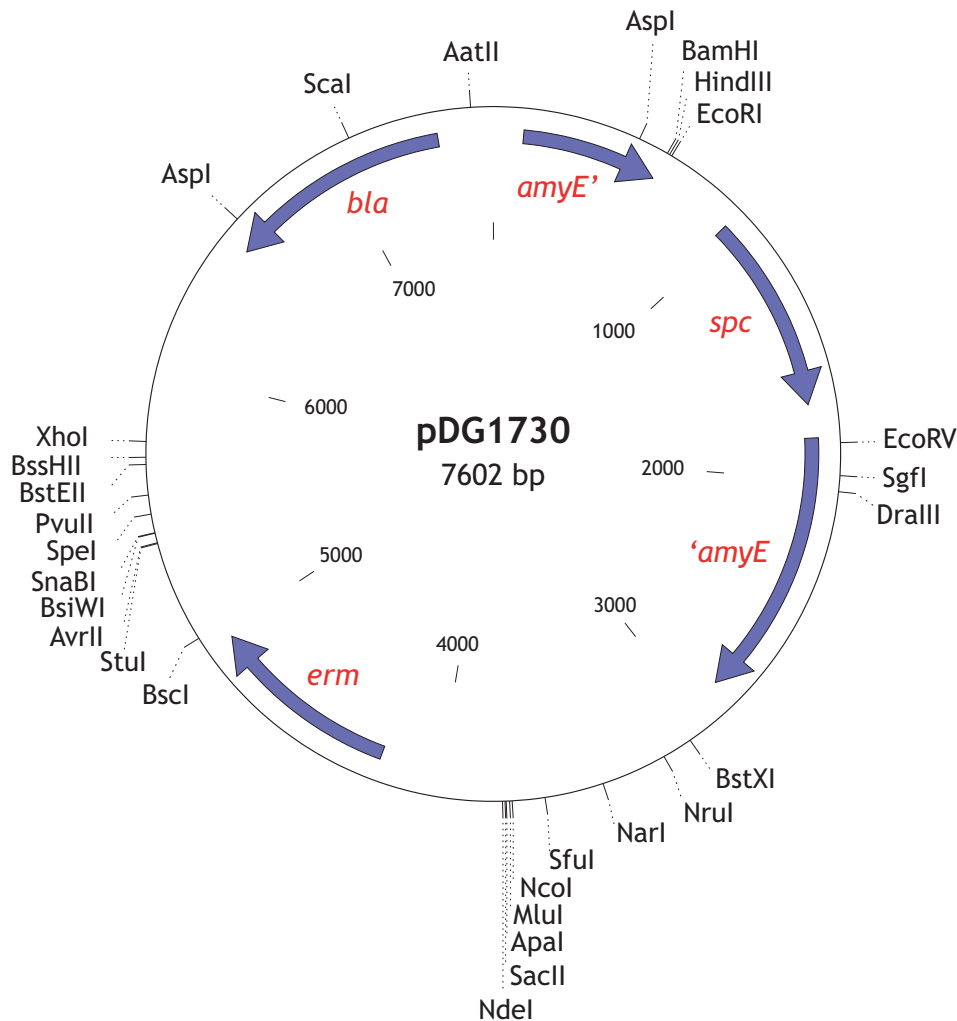 AspI
BamHI
HindIII
EcoRI
AatII
ScaI
AspI
bla
amyE’
7000
1000
spc
6000
pDG1730
7602 bp
2000
EcoRV
SgfI
DraIII
XhoI
BssHII
BstEII
PvuII
SpeI
SnaBI
BsiWI
AvrII
StuI
BscI
‘amyE
5000
3000
4000
erm
BstXI
NruI
NarI
SfuI
NcoI
MluI
ApaI
SacII
NdeI